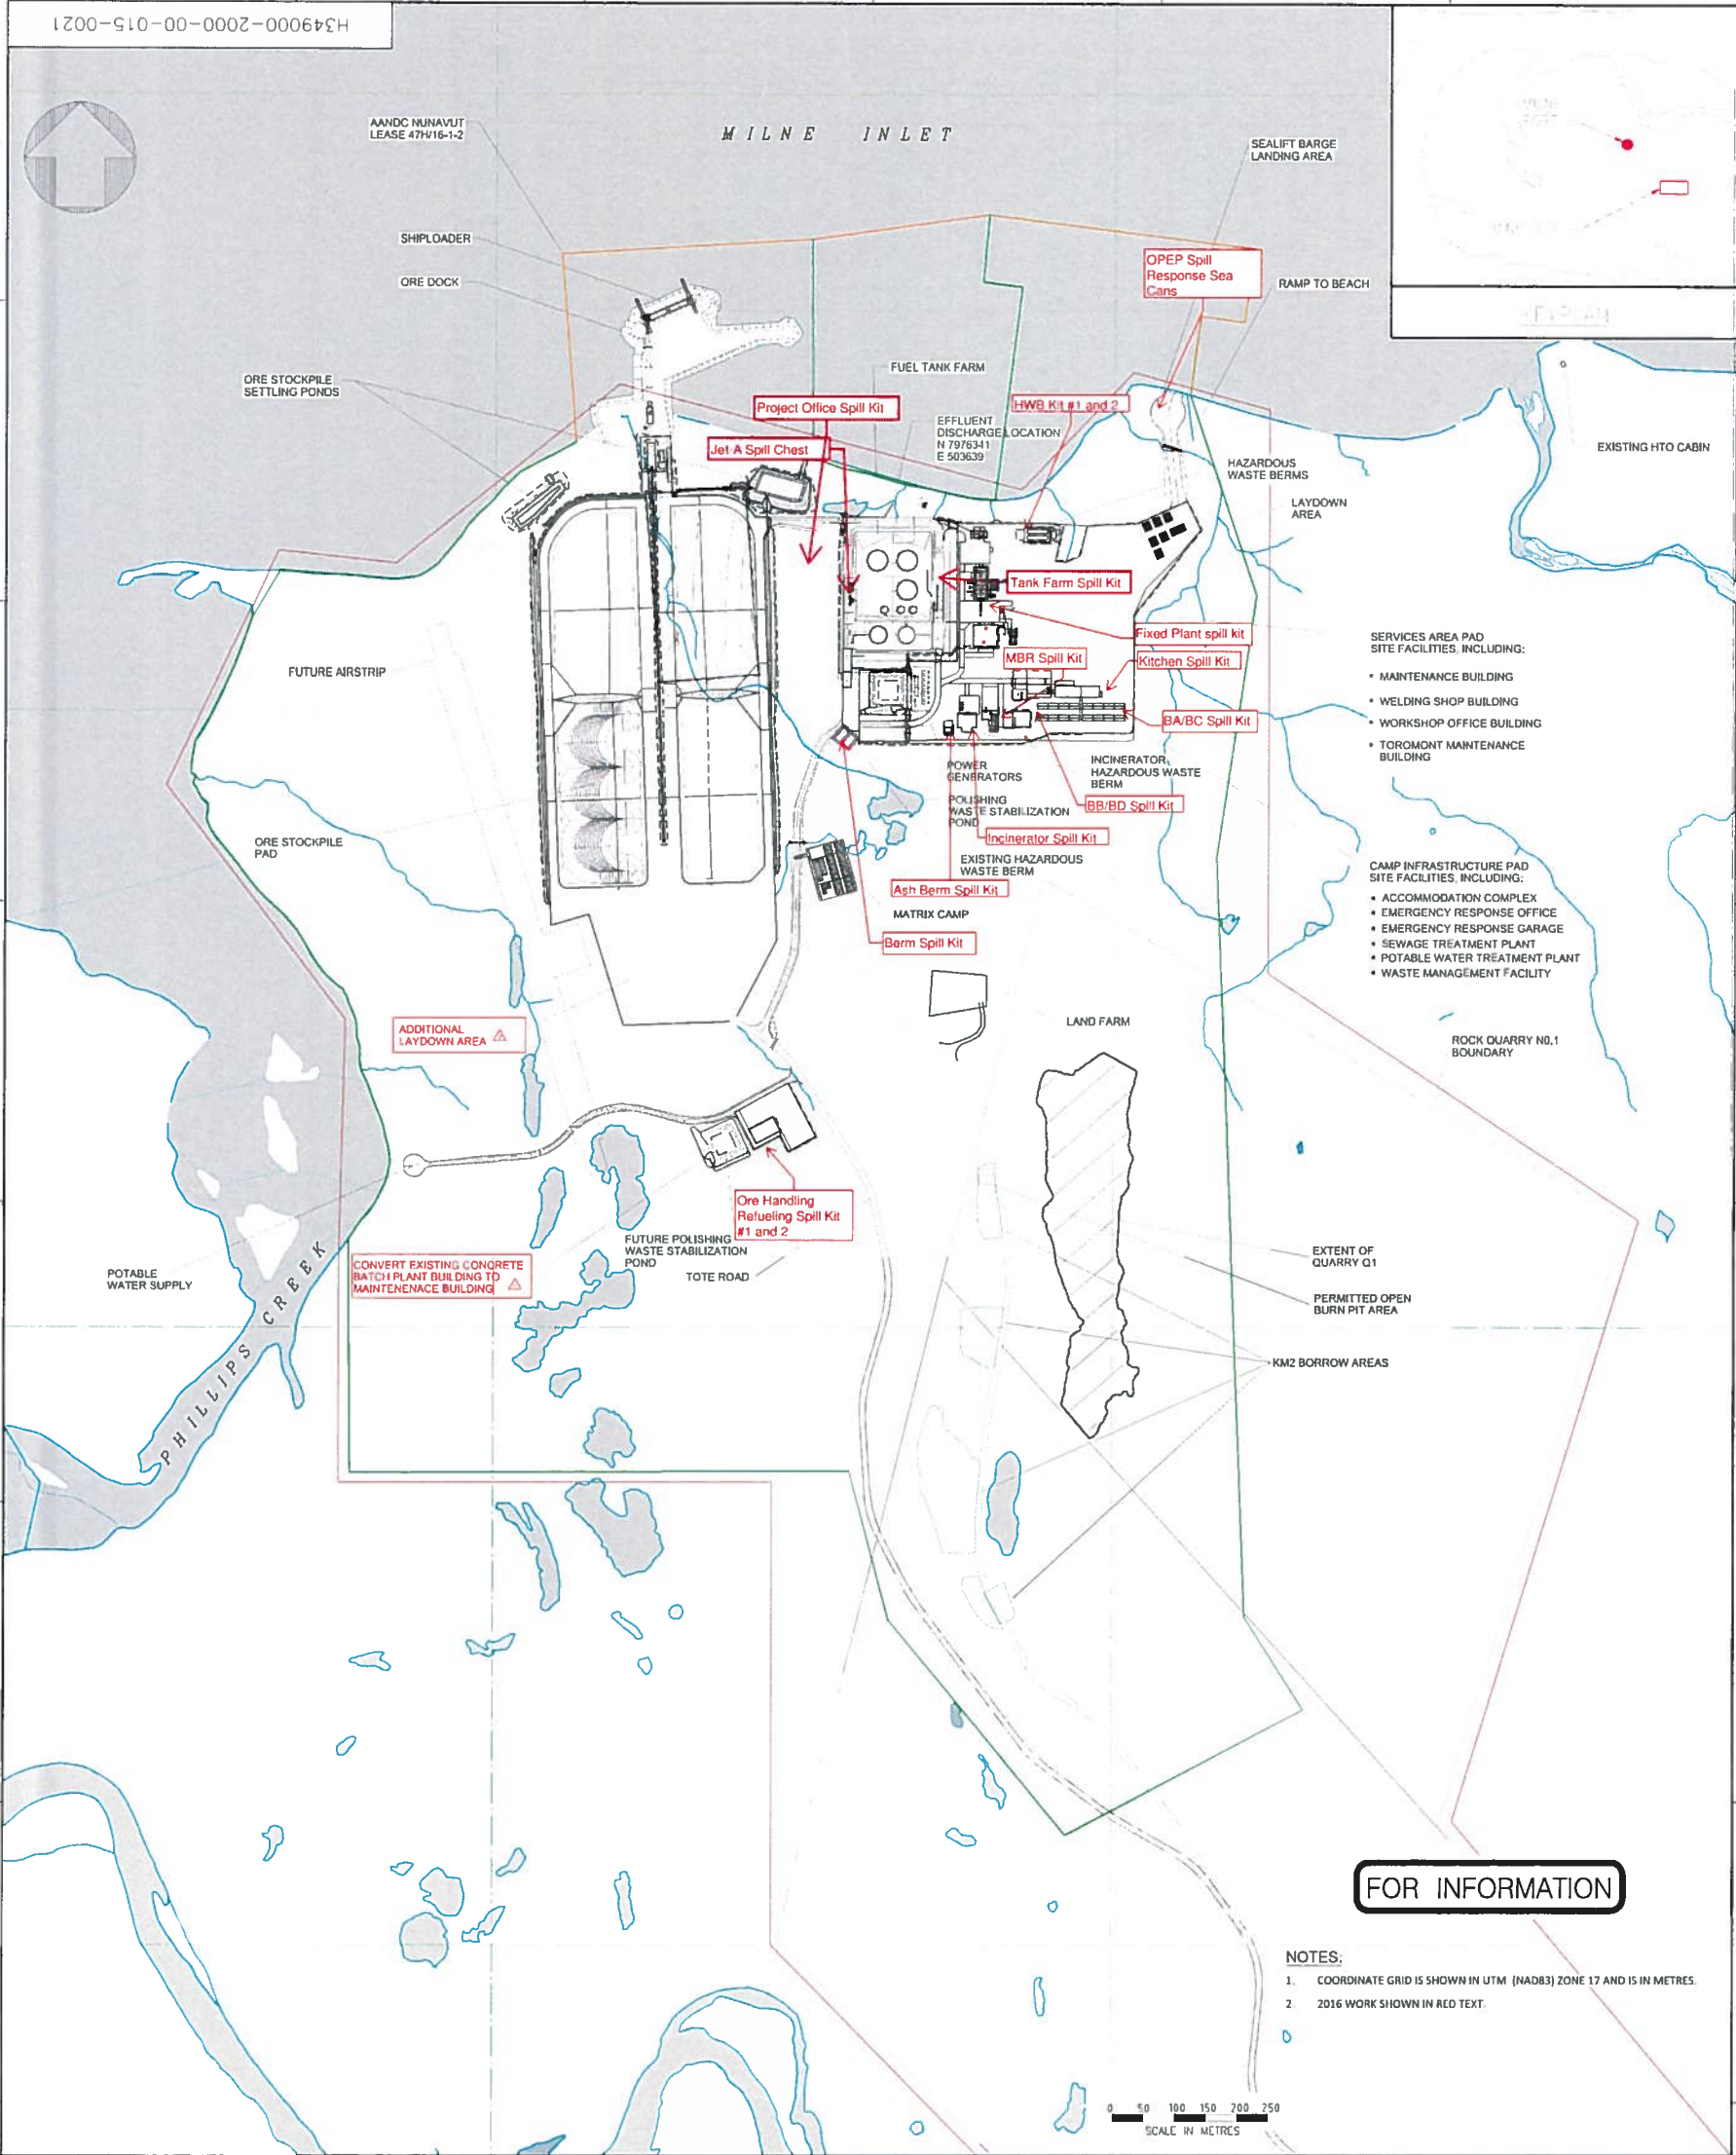 H349000-2000-00-015-0021
AANDC NUNAVUT
LEASE 47H/16-1-2
MILNE INLET
SEALIFT BARGE
LANDING AREA
SHIPLOADER
ORE DOCK
OPEP Spill
Response Sea
Cans
RAMP TO BEACH
ORE STOCKPILE
SETTLING PONDS
FUEL TANK FARM
Project Office Spill Kit
HWB Kit #1 and 2
EFFLUENT
DISCHARGE LOCATION
N 7976341
E 503639
Jet-A Spill Chest
EXISTING HTO CABIN
HAZARDOUS
WASTE BERMS
LAYDOWN
AREA
Tank Farm Spill Kit
Fixed Plant spill kit
MBR Spill Kit
Kitchen Spill Kit
BA/BC Spill Kit
SERVICES AREA PAD
SITE FACILITIES, INCLUDING:
• MAINTENANCE BUILDING
• WELDING SHOP BUILDING
• WORKSHOP OFFICE BUILDING
• TOROMONT MAINTENANCE
BUILDING
FUTURE AIRSTRIP
POWER
GENERATORS
INCINERATOR
HAZARDOUS WASTE
BERM
POLISHING
WASTE STABILIZATION
POND
BB/BD Spill Kit
Incinerator Spill Kit
EXISTING HAZARDOUS
WASTE BERM
Ash Berm Spill Kit
MATRIX CAMP
Berm Spill Kit
ORE STOCKPILE
PAD
CAMP INFRASTRUCTURE PAD
SITE FACILITIES, INCLUDING:
• ACCOMMODATION COMPLEX
• EMERGENCY RESPONSE OFFICE
• EMERGENCY RESPONSE GARAGE
• SEWAGE TREATMENT PLANT
• POTABLE WATER TREATMENT PLANT
• WASTE MANAGEMENT FACILITY
ADDITIONAL
LAYDOWN AREA
LAND FARM
ROCK QUARRY NO.1
BOUNDARY
Ore Handling
Refueling Spill Kit
#1 and 2
FUTURE POLISHING
WASTE STABILIZATION
POND
TOTE ROAD
CONVERT EXISTING CONCRETE
BATCH PLANT BUILDING TO
MAINTENENACE BUILDING
POTABLE
WATER SUPPLY
PHILLIPS CREEK
EXTENT OF
QUARRY Q1
PERMITTED OPEN
BURN PIT AREA
KM2 BORROW AREAS
FOR INFORMATION
NOTES:
1. COORDINATE GRID IS SHOWN IN UTM (NAD83) ZONE 17 AND IS IN METRES.
2. 2016 WORK SHOWN IN RED TEXT.
0 50 100 150 200 250
SCALE IN METRES